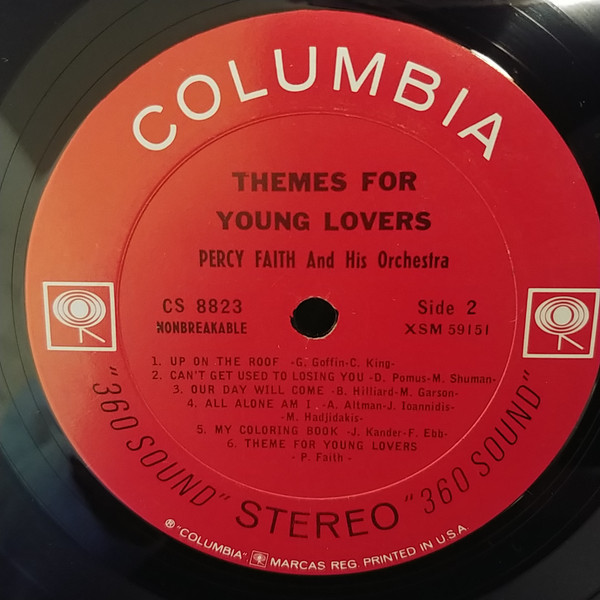 COLUMBIA
THEMES FOR
YOUNG LOVERS
PERCY FAITH And His Orchestra
CS 8823
NONBREAKABLE
Side 2
XSM 59151
1. UP ON THE ROOF -G. Goffin-C. King-
2. CAN'T GET USED TO LOSING YOU -D. Pomus-M. Shuman-
3. OUR DAY WILL COME -B. Hilliard-M. Garson-
4. ALL ALONE AM I -A. Altman-J. Ioannidis-
-M. Hadjidakis-
5. MY COLORING BOOK -J. Kander-F. Ebb-
6. THEME FOR YOUNG LOVERS
- P. Faith -
"360 SOUND" STEREO "360 SOUND"
® "COLUMBIA", MARCAS REG. PRINTED IN U.S.A.